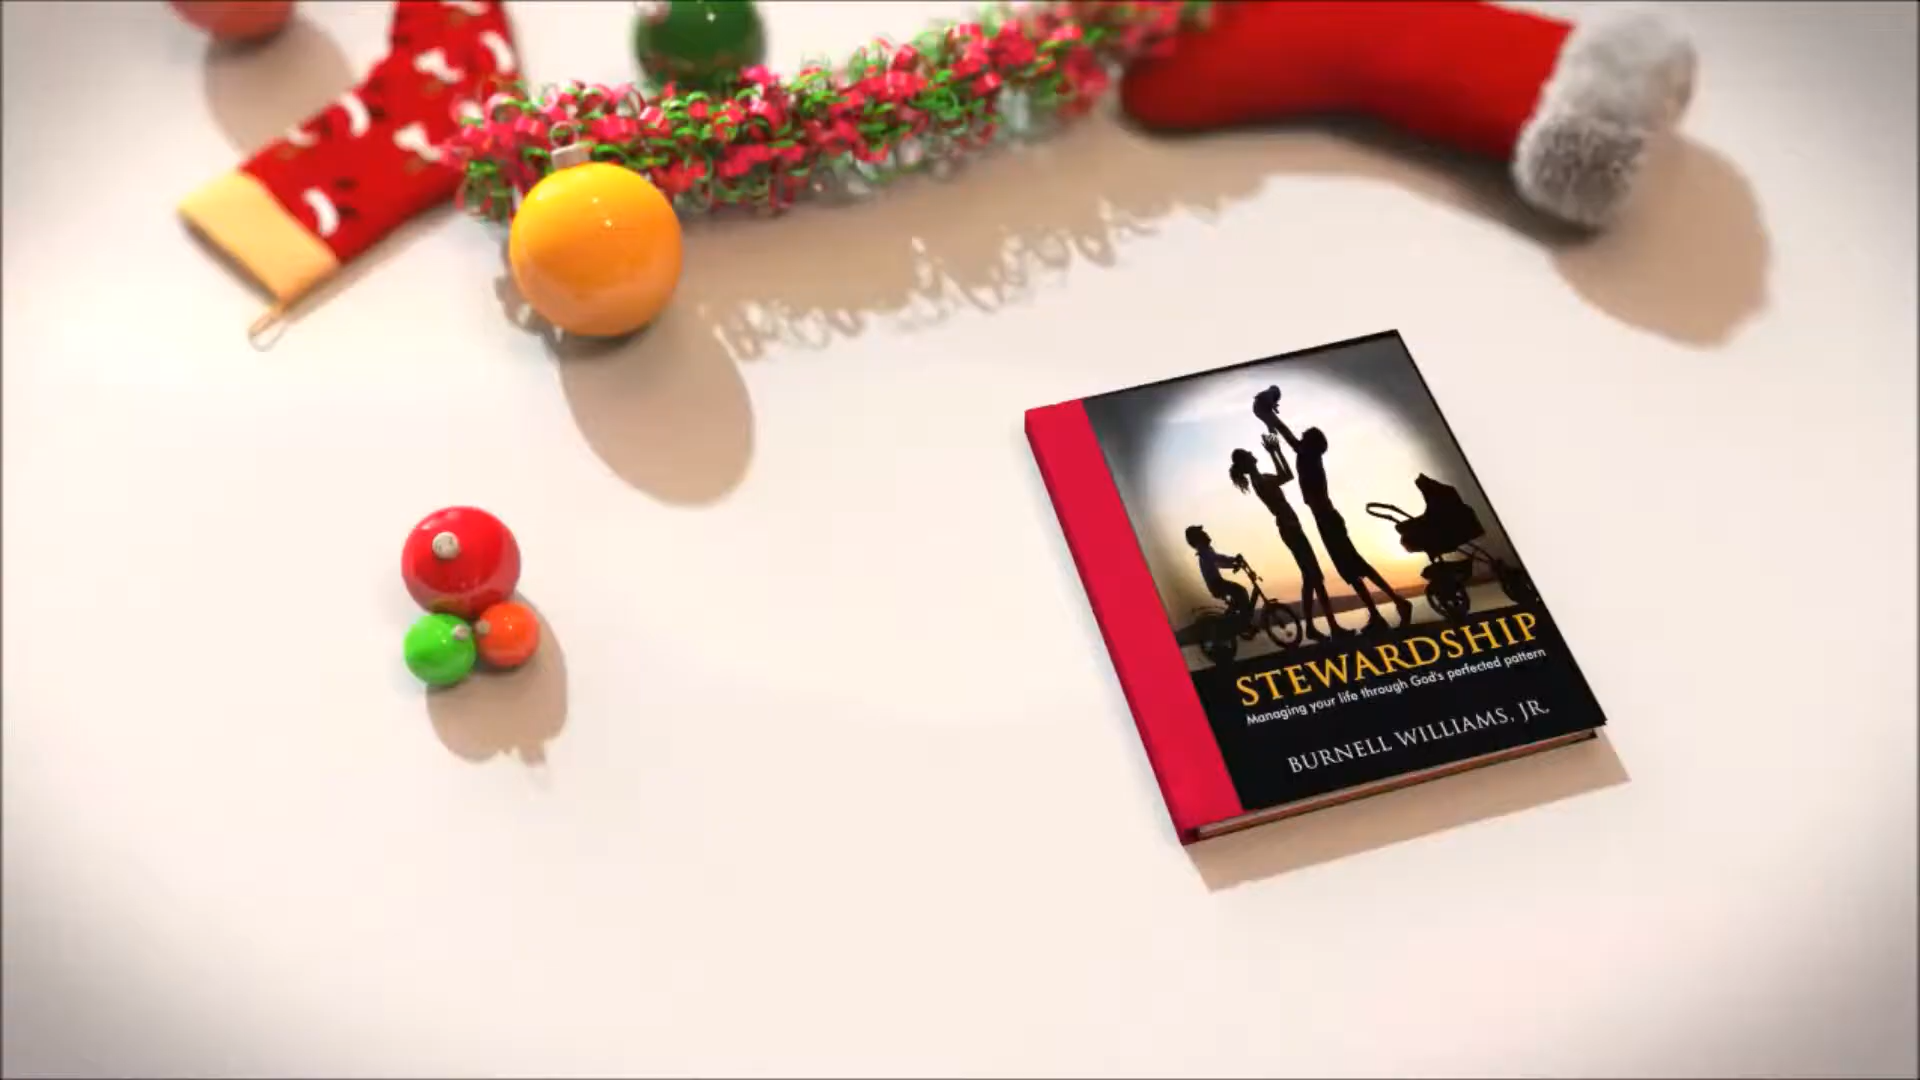 STEWARDSHIP
Managing your life through God's perfected pattern
BURNELL WILLIAMS, JR.